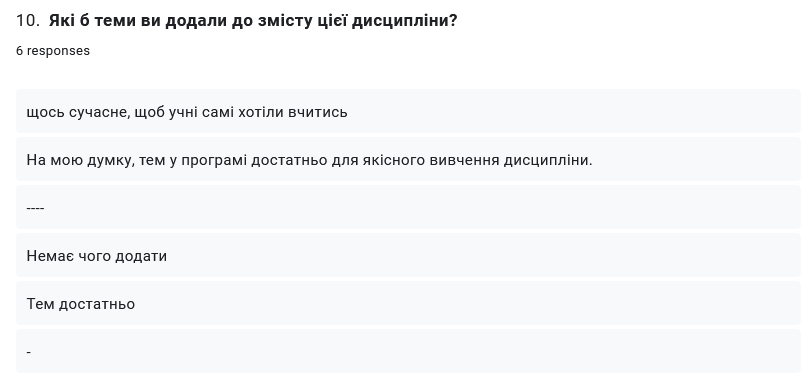 10. Які б теми ви додали до змісту цієї дисципліни?
6 responses
щось сучасне, щоб учні самі хотіли вчитись
На мою думку, тем у програмі достатньо для якісного вивчення дисципліни.
----
Немає чого додати
Тем достатньо
-